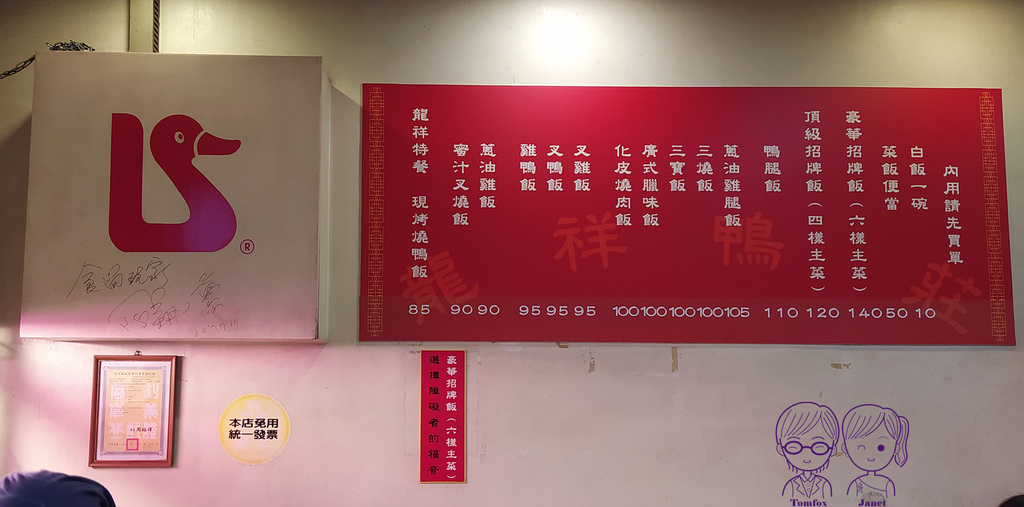 內用請先買單
白飯一碗
菜飯便當
豪華招牌飯(六樣主菜)
頂級招牌飯(四樣主菜)
鴨腿飯
蔥油雞腿飯
三燒飯
三寶飯
廣式臘味飯
化皮燒肉飯
叉雞飯
叉鴨飯
雞鴨飯
蔥油雞飯
蜜汁叉燒飯
龍祥特餐 現烤燒鴨飯
85 90 90 95 95 95 100 100 100 100 105 110 120 140 50 10
龍祥鴨莊
®
豪華招牌飯(六樣主菜)
選擇障礙者的福音
本店免用
統一發票
Tomfox
Janet